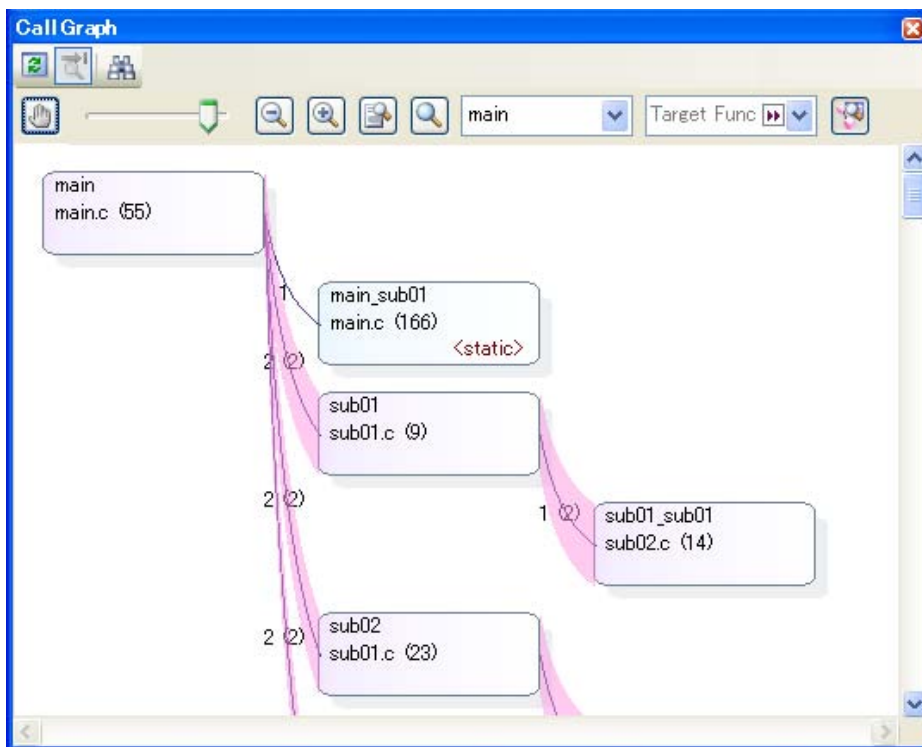 Call Graph
main
Target Func
main
main.c (55)
1
main_sub01
main.c (166)
<static>
2 (2)
sub01
sub01.c (9)
2 (2)
1 (2)
sub01_sub01
sub02.c (14)
2 (2)
sub02
sub01.c (23)